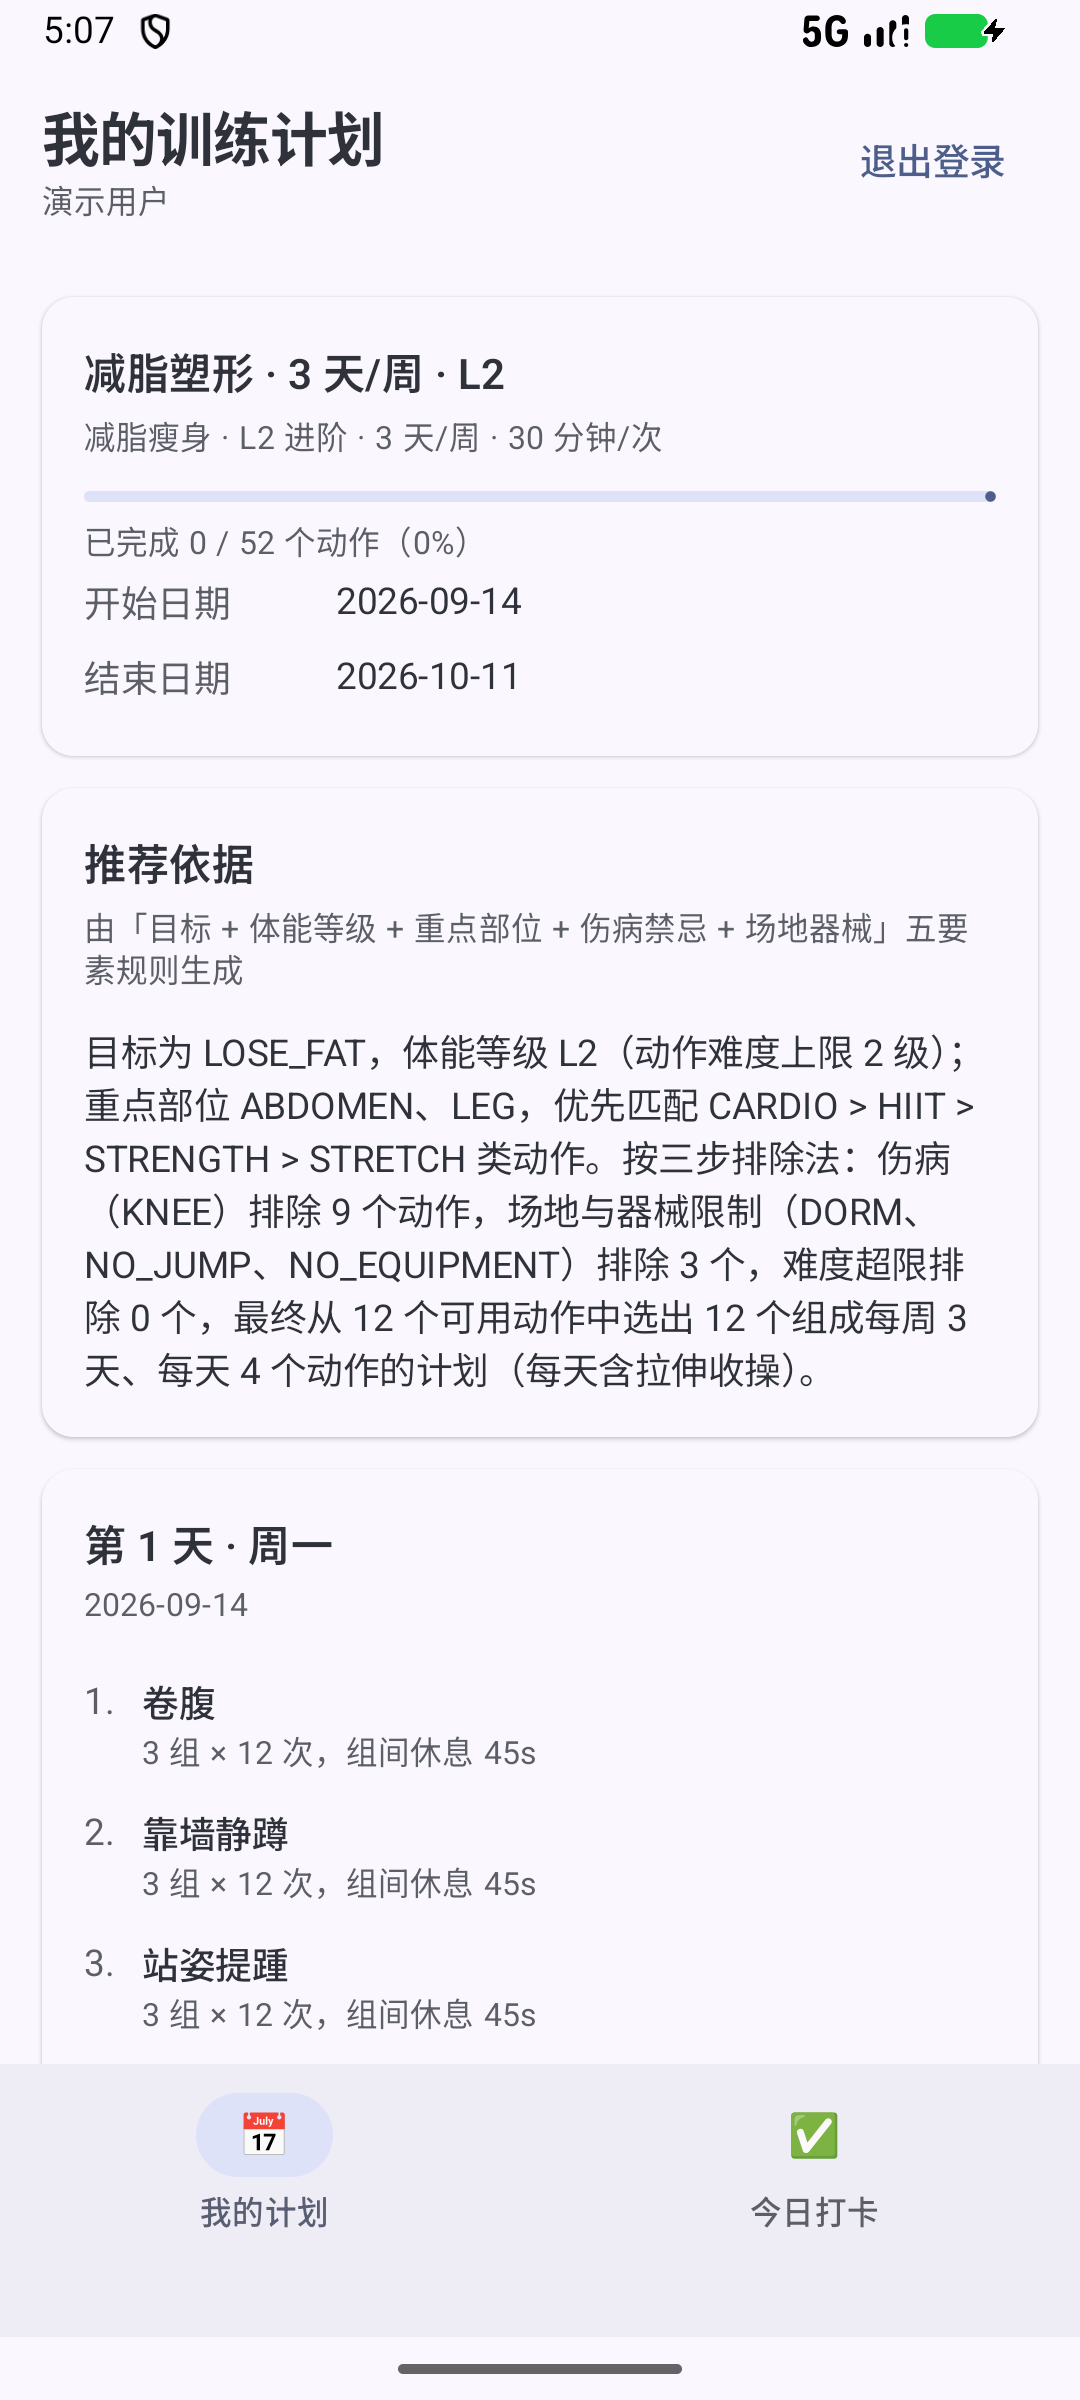 5:07
5G
我的训练计划
退出登录
演示用户
减脂塑形 · 3 天/周 · L2
减脂瘦身 · L2 进阶 · 3 天/周 · 30 分钟/次
已完成 0 / 52 个动作（0%）
开始日期 2026-09-14
结束日期 2026-10-11
推荐依据
由「目标 + 体能等级 + 重点部位 + 伤病禁忌 + 场地器械」五要
素规则生成
目标为 LOSE_FAT，体能等级 L2（动作难度上限 2 级）；
重点部位 ABDOMEN、LEG，优先匹配 CARDIO > HIIT >
STRENGTH > STRETCH 类动作。按三步排除法：伤病
（KNEE）排除 9 个动作，场地与器械限制（DORM、
NO_JUMP、NO_EQUIPMENT）排除 3 个，难度超限排
除 0 个，最终从 12 个可用动作中选出 12 个组成每周 3
天、每天 4 个动作的计划（每天含拉伸收操）。
第 1 天 · 周一
2026-09-14
1. 卷腹
3 组 × 12 次，组间休息 45s
2. 靠墙静蹲
3 组 × 12 次，组间休息 45s
3. 站姿提踵
3 组 × 12 次，组间休息 45s
July
17
我的计划
今日打卡